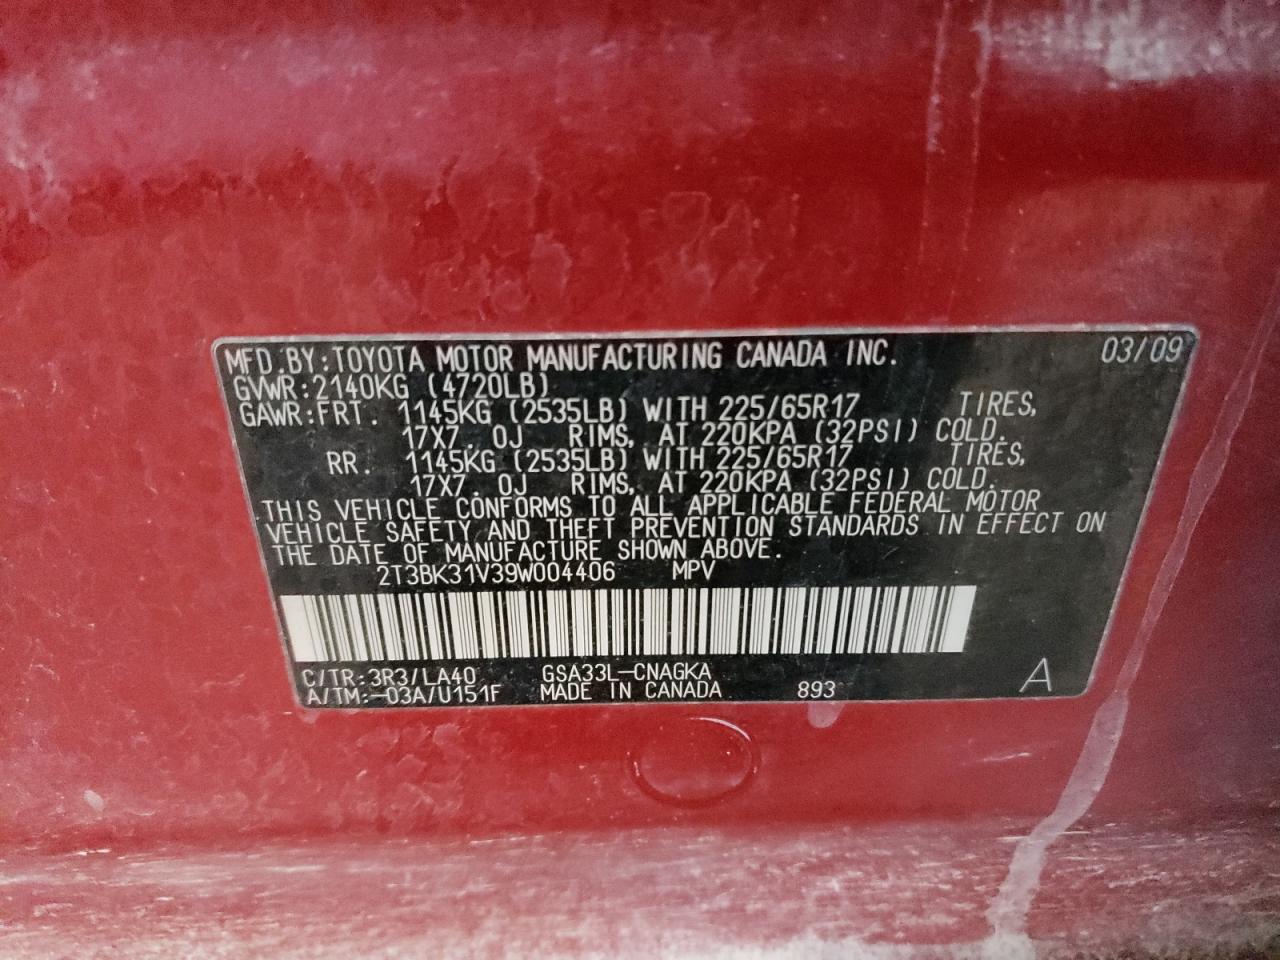 MFD.BY:TOYOTA MOTOR MANUFACTURING CANADA INC. 03/09
GVWR:2140KG (4720LB)
GAWR:FRT. 1145KG (2535LB) WITH 225/65R17 TIRES,
17X7.0J RIMS, AT 220KPA (32PSI) COLD.
RR. 1145KG (2535LB) WITH 225/65R17 TIRES,
17X7.0J RIMS, AT 220KPA (32PSI) COLD.
THIS VEHICLE CONFORMS TO ALL APPLICABLE FEDERAL MOTOR
VEHICLE SAFETY AND THEFT PREVENTION STANDARDS IN EFFECT ON
THE DATE OF MANUFACTURE SHOWN ABOVE.
2T3BK31V39W004406 MPV
C/TR:3R3/LA40 GSA33L-CNAGKA
A/TM:-03A/U151F MADE IN CANADA 893 A